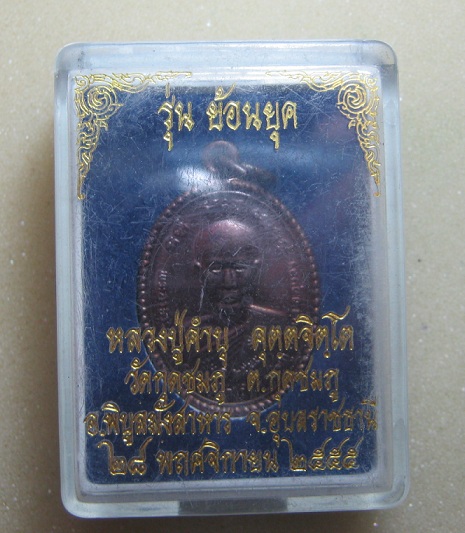 รุ่น ย้อนยุค
หลวงปู่คำบุ คุตฺตจิตฺโต
วัดกุดชมภู ต.กุดชมภู
อ.พิบูลมังสาหาร จ.อุบลราชธานี
๒๘ พฤศจิกายน ๒๕๕๕